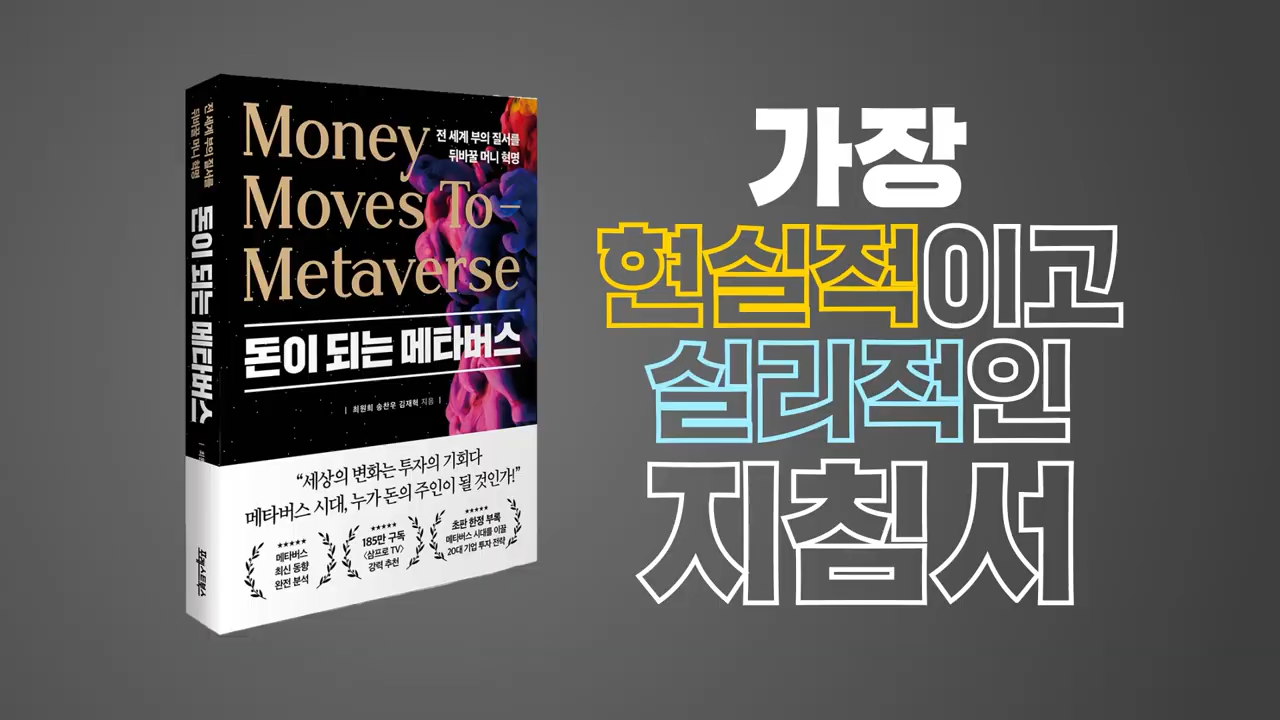 전 세계 부의 질서를
뒤바꿀 머니 혁명
돈이 되는 메타버스
포레스트북스
Money
Moves To–
Metaverse
전 세계 부의 질서를
뒤바꿀 머니 혁명
돈이 되는 메타버스
| 최원희 송찬우 김재혁 지음 |
“세상의 변화는 투자의 기회다
메타버스 시대, 누가 돈의 주인이 될 것인가!”
★★★★★
메타버스
최신 동향
완전 분석
★★★★★
185만 구독
<삼프로 TV>
강력 추천
★★★★★
초판 한정 부록
메타버스 시대를 이끌
20대 기업 투자 전략
가장
현실적이고
실리적인
지침서